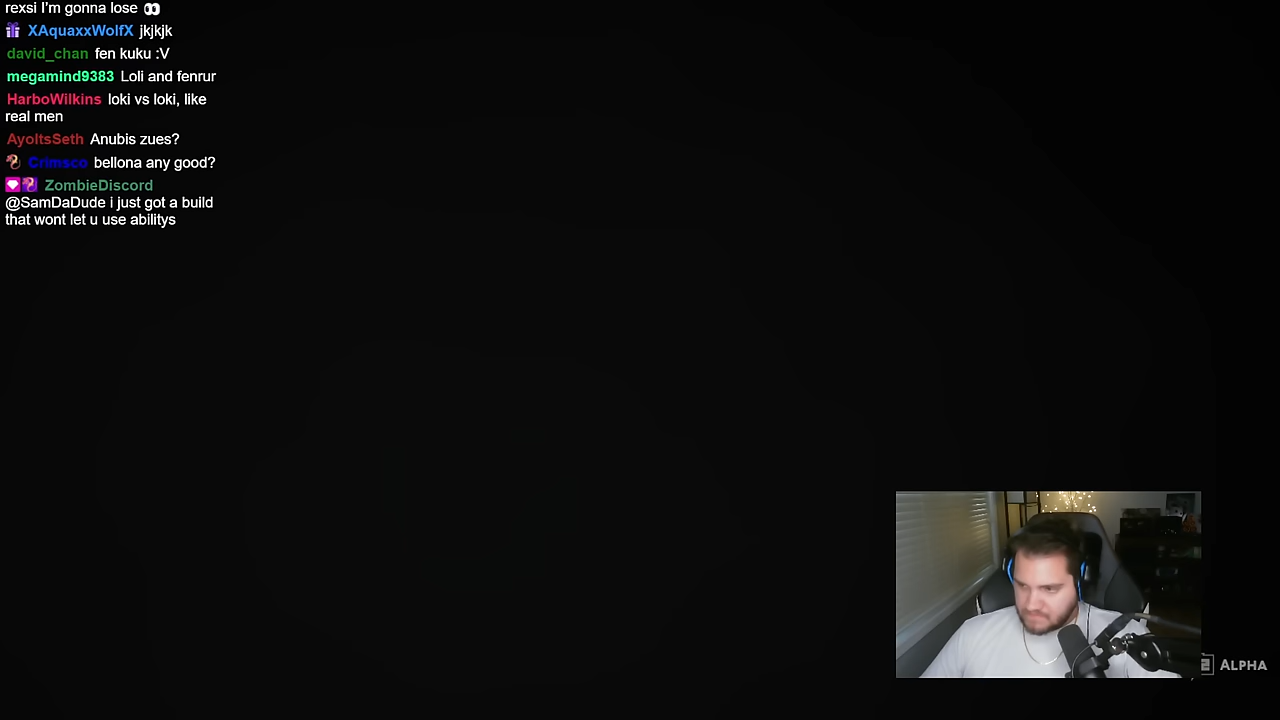 rexsi I'm gonna lose 👀
XAquaxxWolfX jkjkjk
david_chan fen kuku :V
megamind9383 Loli and fenrur
HarboWilkins loki vs loki, like
real men
AyoItsSeth Anubis zues?
Crimsco bellona any good?
ZombieDiscord
@SamDaDude i just got a build
that wont let u use abilitys
ALPHA